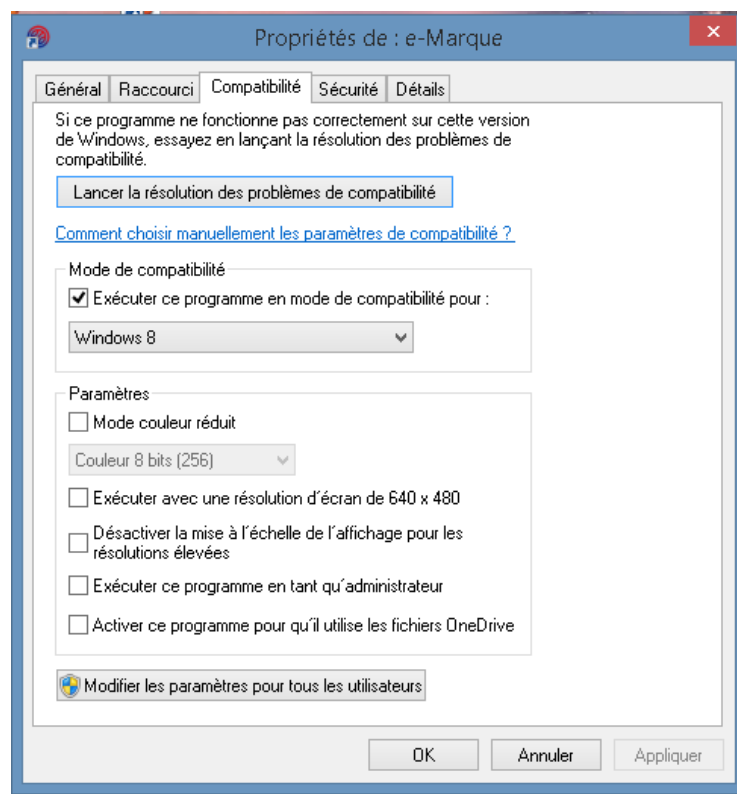 Propriétés de : e-Marque
Général Raccourci Compatibilité Sécurité Détails
Si ce programme ne fonctionne pas correctement sur cette version
de Windows, essayez en lançant la résolution des problèmes de
compatibilité.
Lancer la résolution des problèmes de compatibilité
Comment choisir manuellement les paramètres de compatibilité ?
Mode de compatibilité
Exécuter ce programme en mode de compatibilité pour :
Windows 8
Paramètres
Mode couleur réduit
Couleur 8 bits (256)
Exécuter avec une résolution d'écran de 640 x 480
Désactiver la mise à l'échelle de l'affichage pour les
résolutions élevées
Exécuter ce programme en tant qu'administrateur
Activer ce programme pour qu'il utilise les fichiers OneDrive
Modifier les paramètres pour tous les utilisateurs
OK Annuler Appliquer